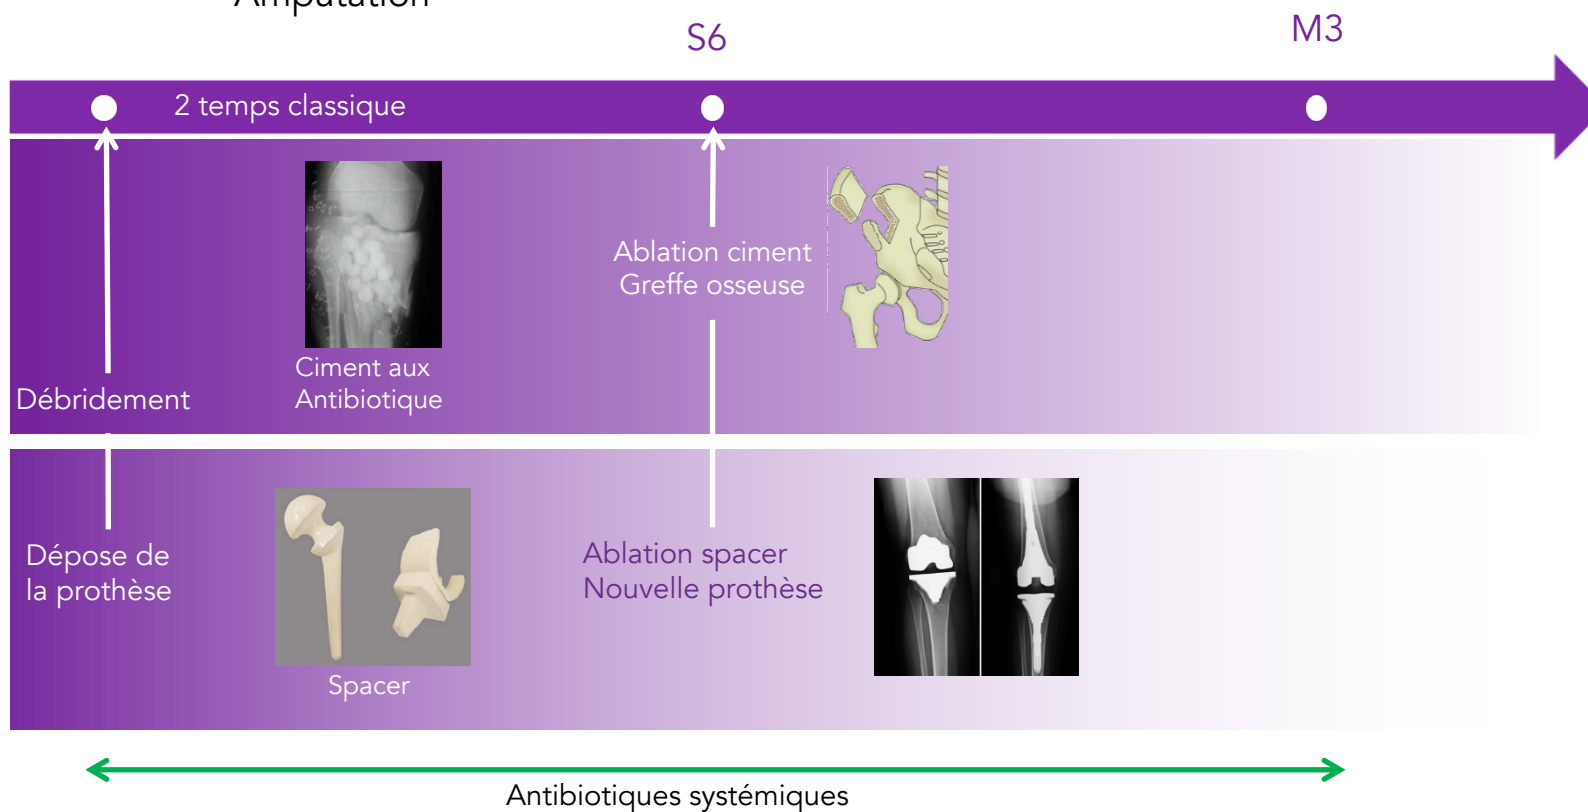 Amputation
S6
M3
2 temps classique
Ablation ciment
Greffe osseuse
Ciment aux
Antibiotique
Débridement
Dépose de
la prothèse
Ablation spacer
Nouvelle prothèse
Spacer
Antibiotiques systémiques